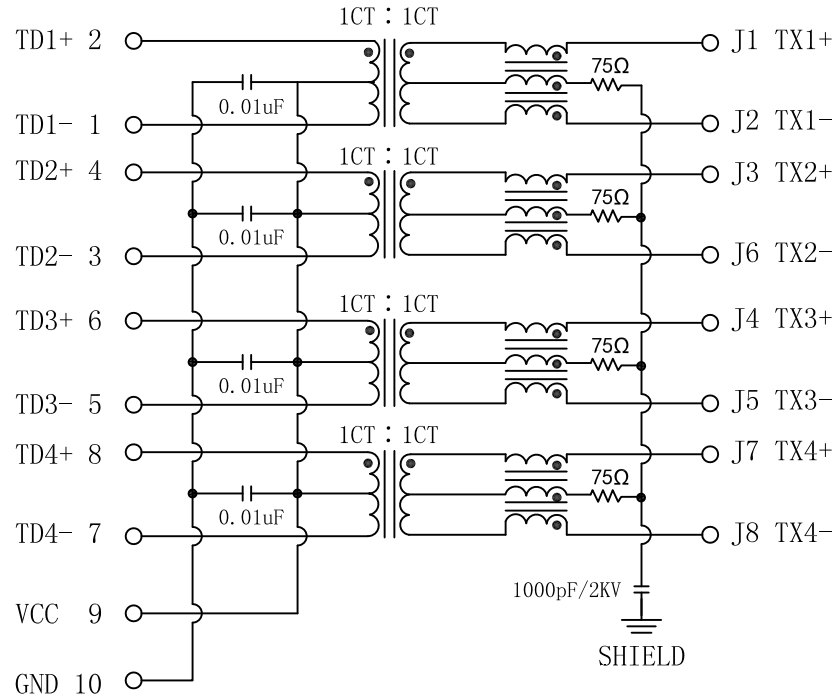 1CT : 1CT
TD1+ 2
J1 TX1+
75Ω
0.01uF
TD1- 1
J2 TX1-
1CT : 1CT
TD2+ 4
J3 TX2+
75Ω
0.01uF
TD2- 3
J6 TX2-
1CT : 1CT
TD3+ 6
J4 TX3+
75Ω
0.01uF
TD3- 5
J5 TX3-
1CT : 1CT
TD4+ 8
J7 TX4+
75Ω
0.01uF
TD4- 7
J8 TX4-
1000pF/2KV
VCC 9
SHIELD
GND 10